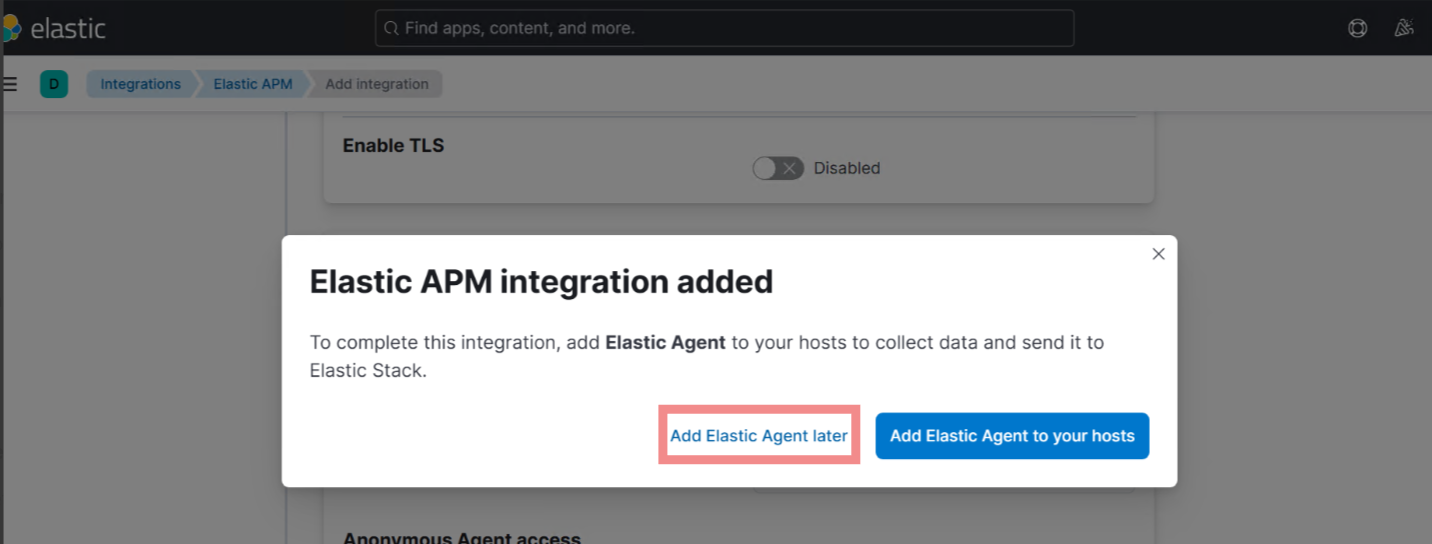 elastic
Find apps, content, and more.
D
Integrations
Elastic APM
Add integration
Enable TLS
Disabled
Elastic APM integration added
To complete this integration, add Elastic Agent to your hosts to collect data and send it to
Elastic Stack.
Add Elastic Agent later
Add Elastic Agent to your hosts
Anonymous Agent access